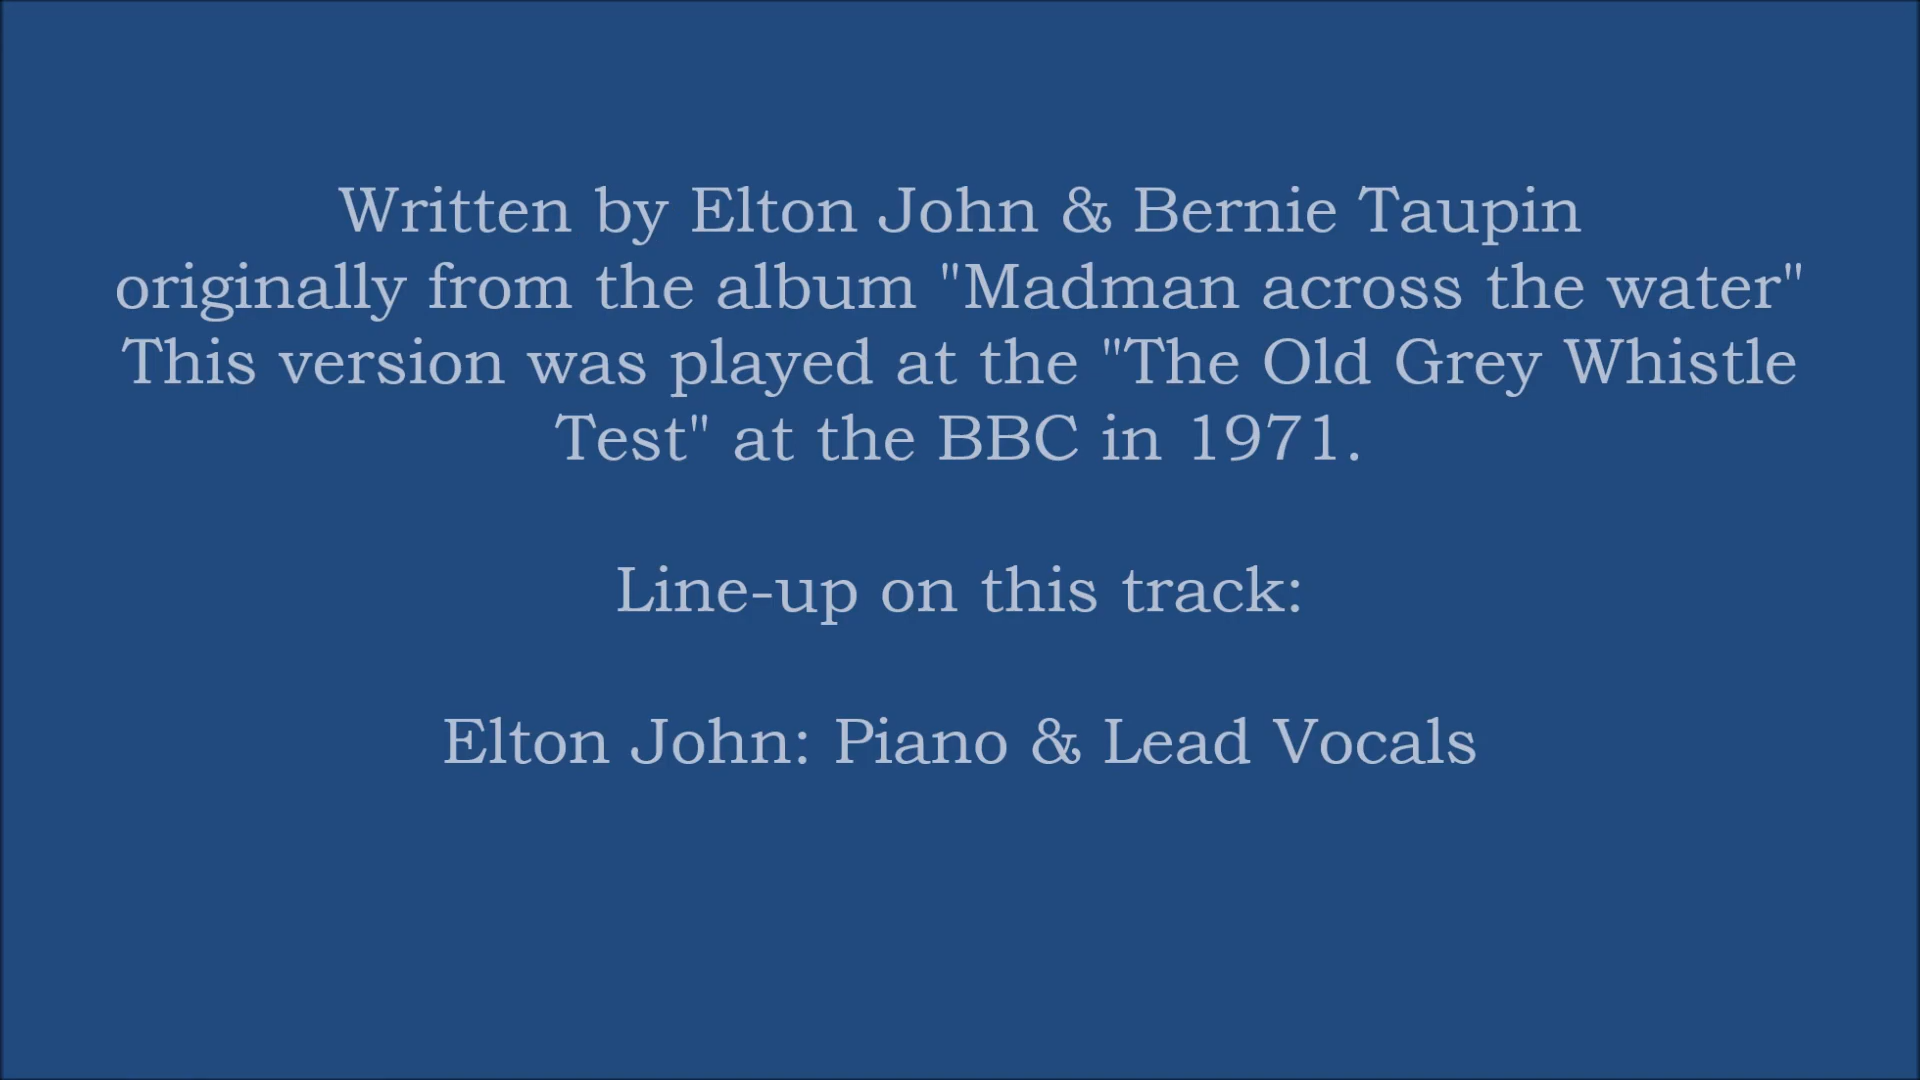 Written by Elton John & Bernie Taupin
originally from the album "Madman across the water"
This version was played at the "The Old Grey Whistle
Test" at the BBC in 1971.
Line-up on this track:
Elton John: Piano & Lead Vocals